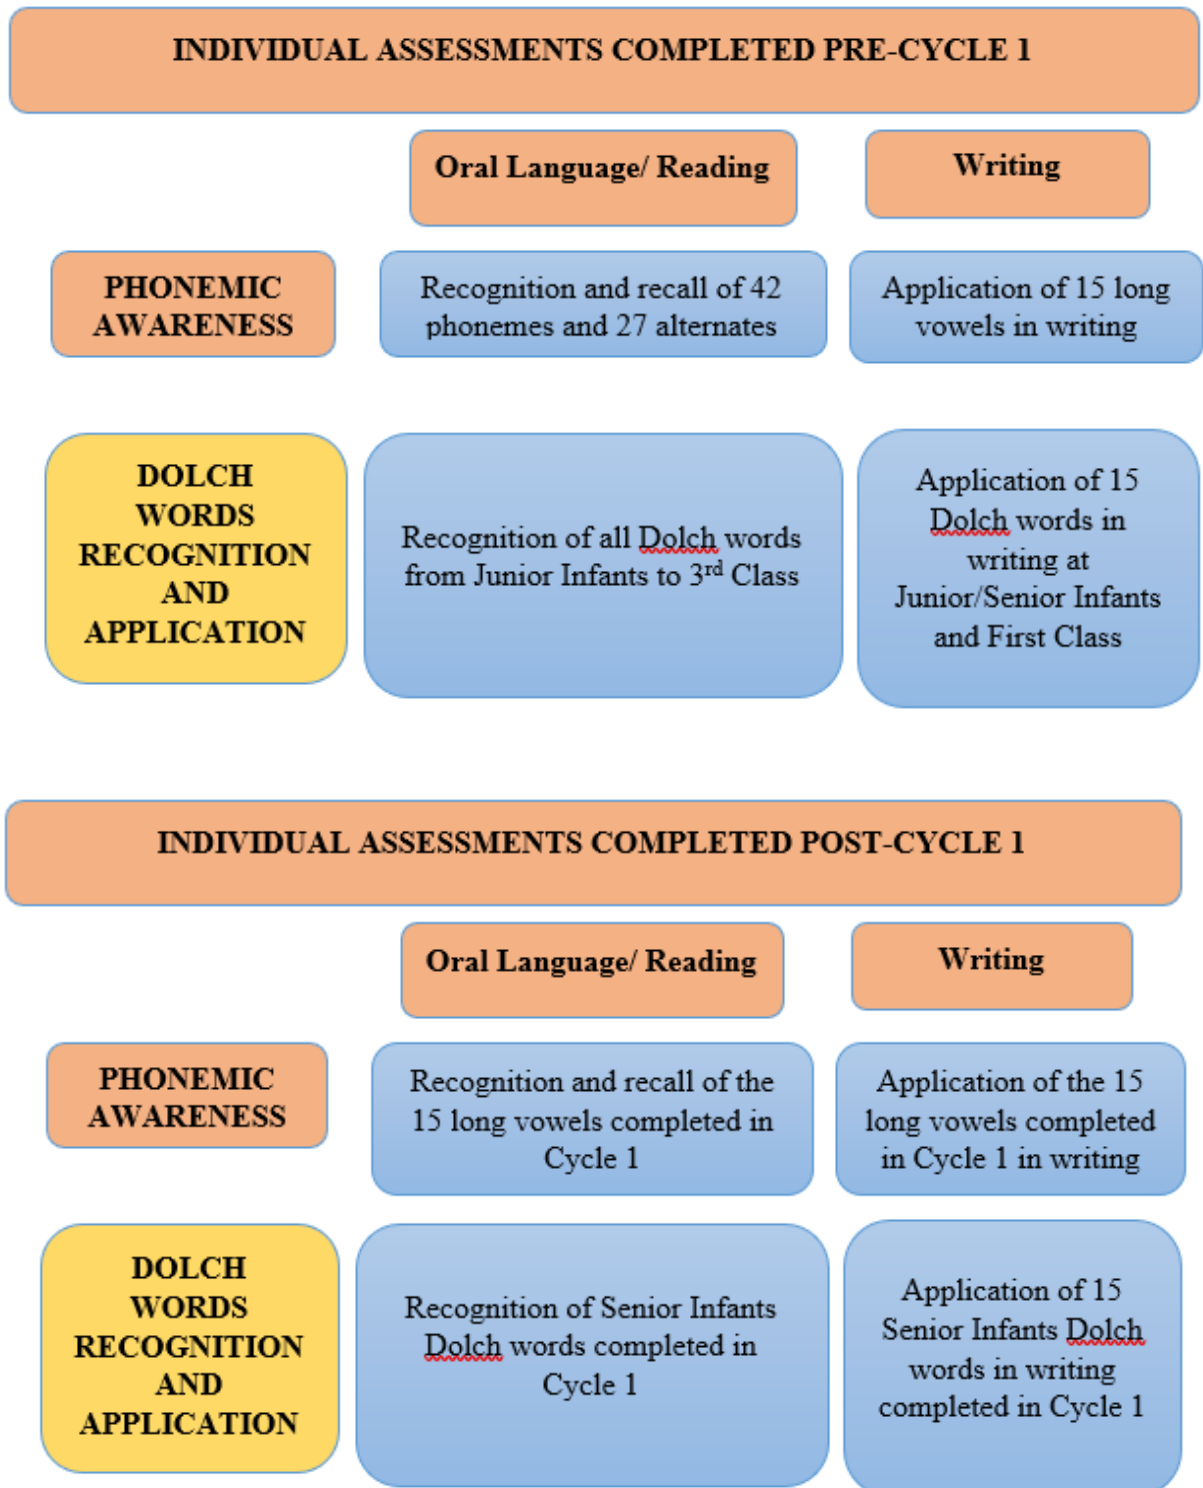 INDIVIDUAL ASSESSMENTS COMPLETED PRE-CYCLE 1
Oral Language/ Reading
Writing
PHONEMIC
AWARENESS
Recognition and recall of 42
phonemes and 27 alternates
Application of 15 long
vowels in writing
DOLCH
WORDS
RECOGNITION
AND
APPLICATION
Recognition of all Dolch words
from Junior Infants to 3rd Class
Application of 15
Dolch words in
writing at
Junior/Senior Infants
and First Class
INDIVIDUAL ASSESSMENTS COMPLETED POST-CYCLE 1
Oral Language/ Reading
Writing
PHONEMIC
AWARENESS
Recognition and recall of the
15 long vowels completed in
Cycle 1
Application of the 15
long vowels completed
in Cycle 1 in writing
DOLCH
WORDS
RECOGNITION
AND
APPLICATION
Recognition of Senior Infants
Dolch words completed in
Cycle 1
Application of 15
Senior Infants Dolch
words in writing
completed in Cycle 1